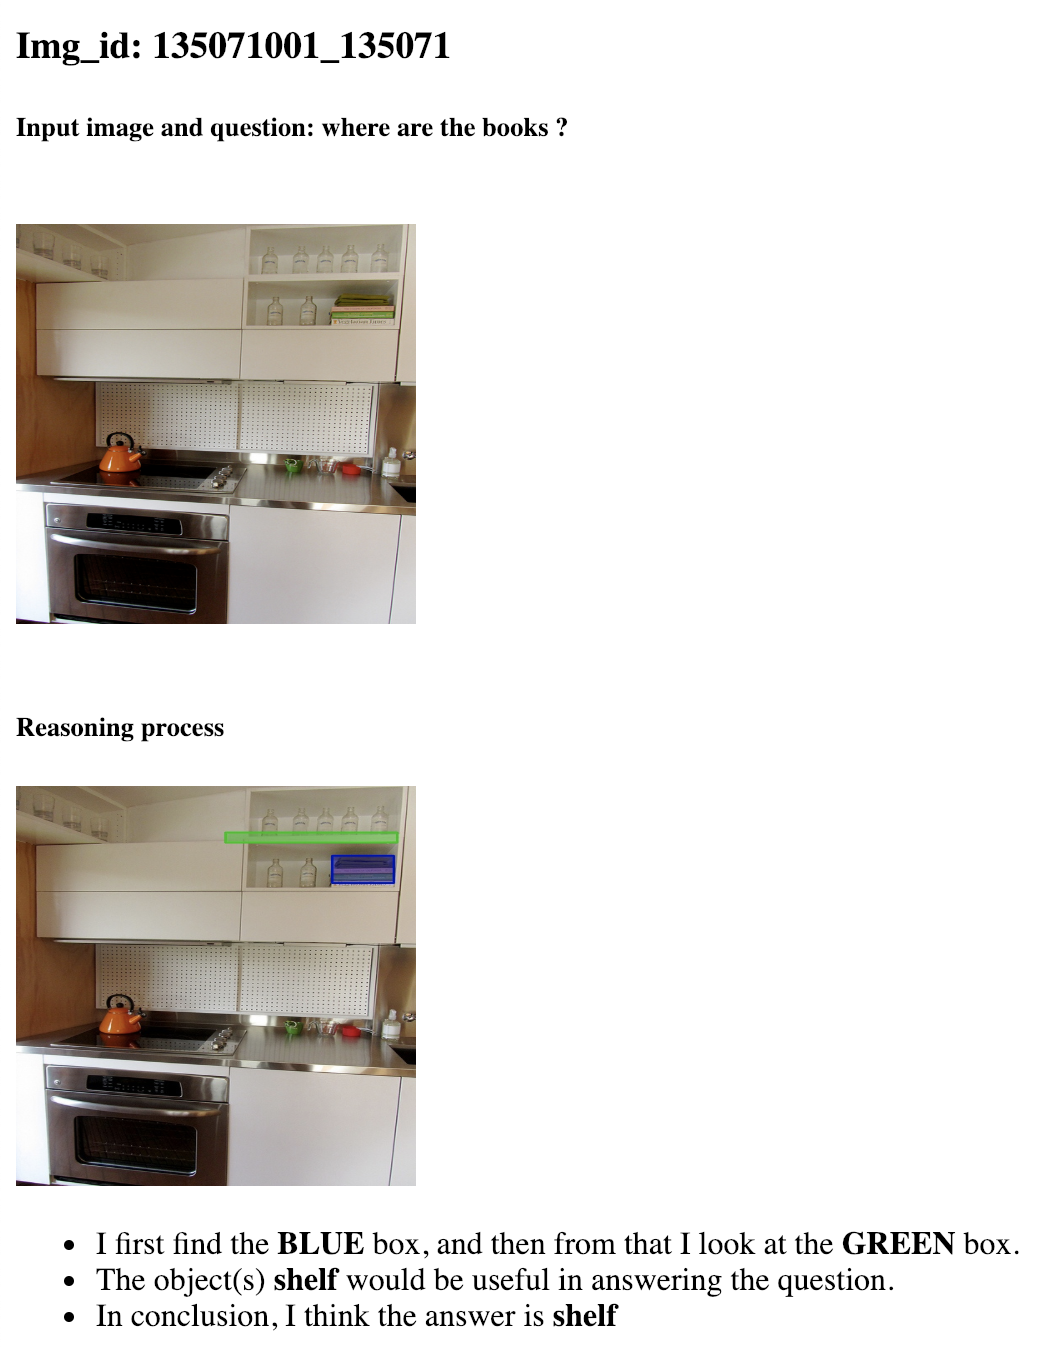 Img_id: 135071001_135071
Input image and question: where are the books ?
Reasoning process
• I first find the BLUE box, and then from that I look at the GREEN box.
• The object(s) shelf would be useful in answering the question.
• In conclusion, I think the answer is shelf